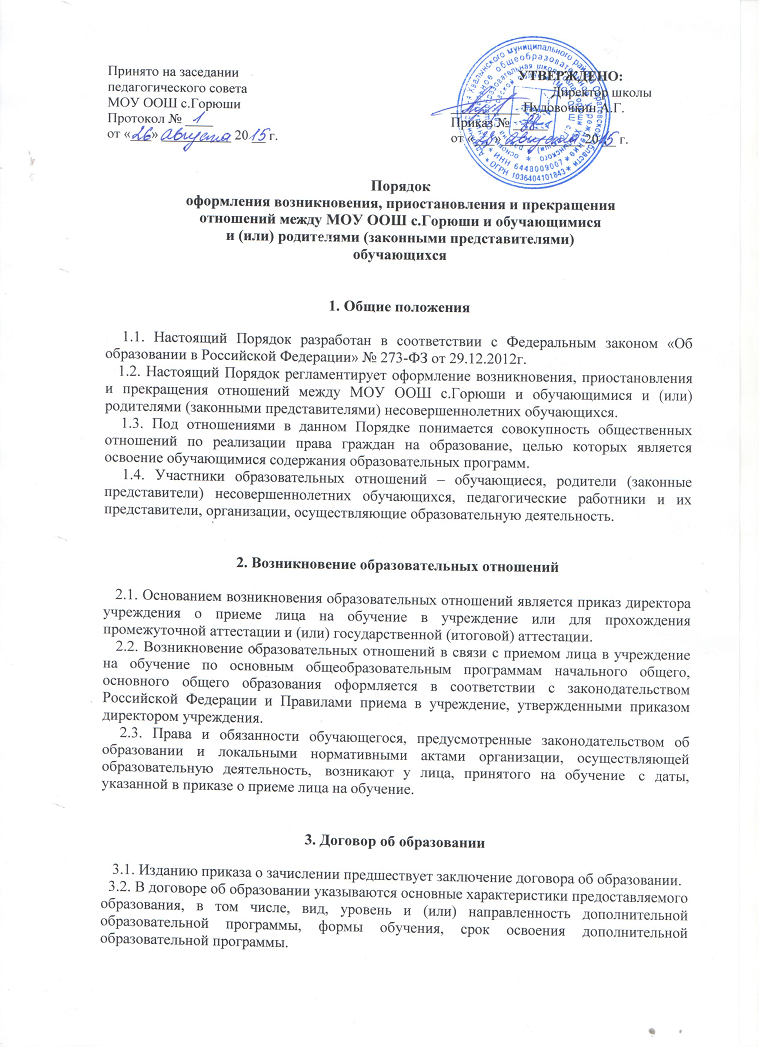 Принято на заседании
педагогического совета
МОУ ООШ с.Горюши
Протокол № 1
от «26» августа 2015 г.
УТВЕРЖДЕНО:
Директор школы
Пудовочкин А.Г.
Приказ №
от « » 2015 г.
ИНН 6448009007 * ОГРН 1036404101843 *
Порядок
оформления возникновения, приостановления и прекращения
отношений между МОУ ООШ с.Горюши и обучающимися
и (или) родителями (законными представителями)
обучающихся
1. Общие положения
1.1. Настоящий Порядок разработан в соответствии с Федеральным законом «Об
образовании в Российской Федерации» № 273-ФЗ от 29.12.2012г.
1.2. Настоящий Порядок регламентирует оформление возникновения, приостановления
и прекращения отношений между МОУ ООШ с.Горюши и обучающимися и (или)
родителями (законными представителями) несовершеннолетних обучающихся.
1.3. Под отношениями в данном Порядке понимается совокупность общественных
отношений по реализации права граждан на образование, целью которых является
освоение обучающимися содержания образовательных программ.
1.4. Участники образовательных отношений – обучающиеся, родители (законные
представители) несовершеннолетних обучающихся, педагогические работники и их
представители, организации, осуществляющие образовательную деятельность.
2. Возникновение образовательных отношений
2.1. Основанием возникновения образовательных отношений является приказ директора
учреждения о приеме лица на обучение в учреждение или для прохождения
промежуточной аттестации и (или) государственной (итоговой) аттестации.
2.2. Возникновение образовательных отношений в связи с приемом лица в учреждение
на обучение по основным общеобразовательным программам начального общего,
основного общего образования оформляется в соответствии с законодательством
Российской Федерации и Правилами приема в учреждение, утвержденными приказом
директором учреждения.
2.3. Права и обязанности обучающегося, предусмотренные законодательством об
образовании и локальными нормативными актами организации, осуществляющей
образовательную деятельность, возникают у лица, принятого на обучение с даты,
указанной в приказе о приеме лица на обучение.
3. Договор об образовании
3.1. Изданию приказа о зачислении предшествует заключение договора об образовании.
3.2. В договоре об образовании указываются основные характеристики предоставляемого
образования, в том числе, вид, уровень и (или) направленность дополнительной
образовательной программы, формы обучения, срок освоения дополнительной
образовательной программы.